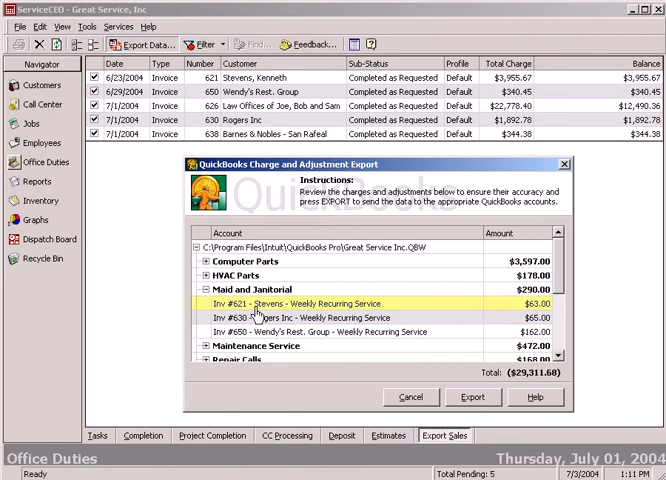 ServiceCEO - Great Service, Inc.
File Edit View Tools Services Help
Export Data... Filter Find... Feedback...
Navigator
Customers
Call Center
Jobs
Employees
Office Duties
Reports
Inventory
Graphs
Dispatch Board
Recycle Bin
Date Type Number Customer Sub-Status Profile Total Charge Balance
6/23/2004 Invoice 621 Stevens, Kenneth Completed as Requested Default $3,955.67 $3,955.67
6/29/2004 Invoice 650 Wendy's Rest. Group Completed as Requested Default $340.45 $340.45
7/1/2004 Invoice 626 Law Offices of Joe, Bob and Sam Completed as Requested Default $22,778.40 $12,490.36
7/1/2004 Invoice 630 Rogers Inc Completed as Requested Default $1,892.78 $1,892.78
7/1/2004 Invoice 638 Barnes & Nobles - San Rafeal Completed as Requested Default $344.38 $344.38
QuickBooks Charge and Adjustment Export
QuickBooks
Instructions:
Review the charges and adjustments below to ensure their accuracy and
press EXPORT to send the data to the appropriate QuickBooks accounts.
Account Amount
C:\Program Files\Intuit\QuickBooks Pro\Great Service Inc.QBW
Computer Parts $3,597.00
HVAC Parts $178.00
Maid and Janitorial $290.00
Inv #621 - Stevens - Weekly Recurring Service $63.00
Inv #630 - Rogers Inc - Weekly Recurring Service $65.00
Inv #650 - Wendy's Rest. Group - Weekly Recurring Service $162.00
Maintenance Service $472.00
Repair Calls $168.00
Total: ($29,311.68)
Cancel Export Help
Tasks Completion Project Completion CC Processing Deposit Estimates Export Sales
Office Duties Thursday, July 01, 2004
Ready Total Pending: 5 7/3/2004 1:11 PM